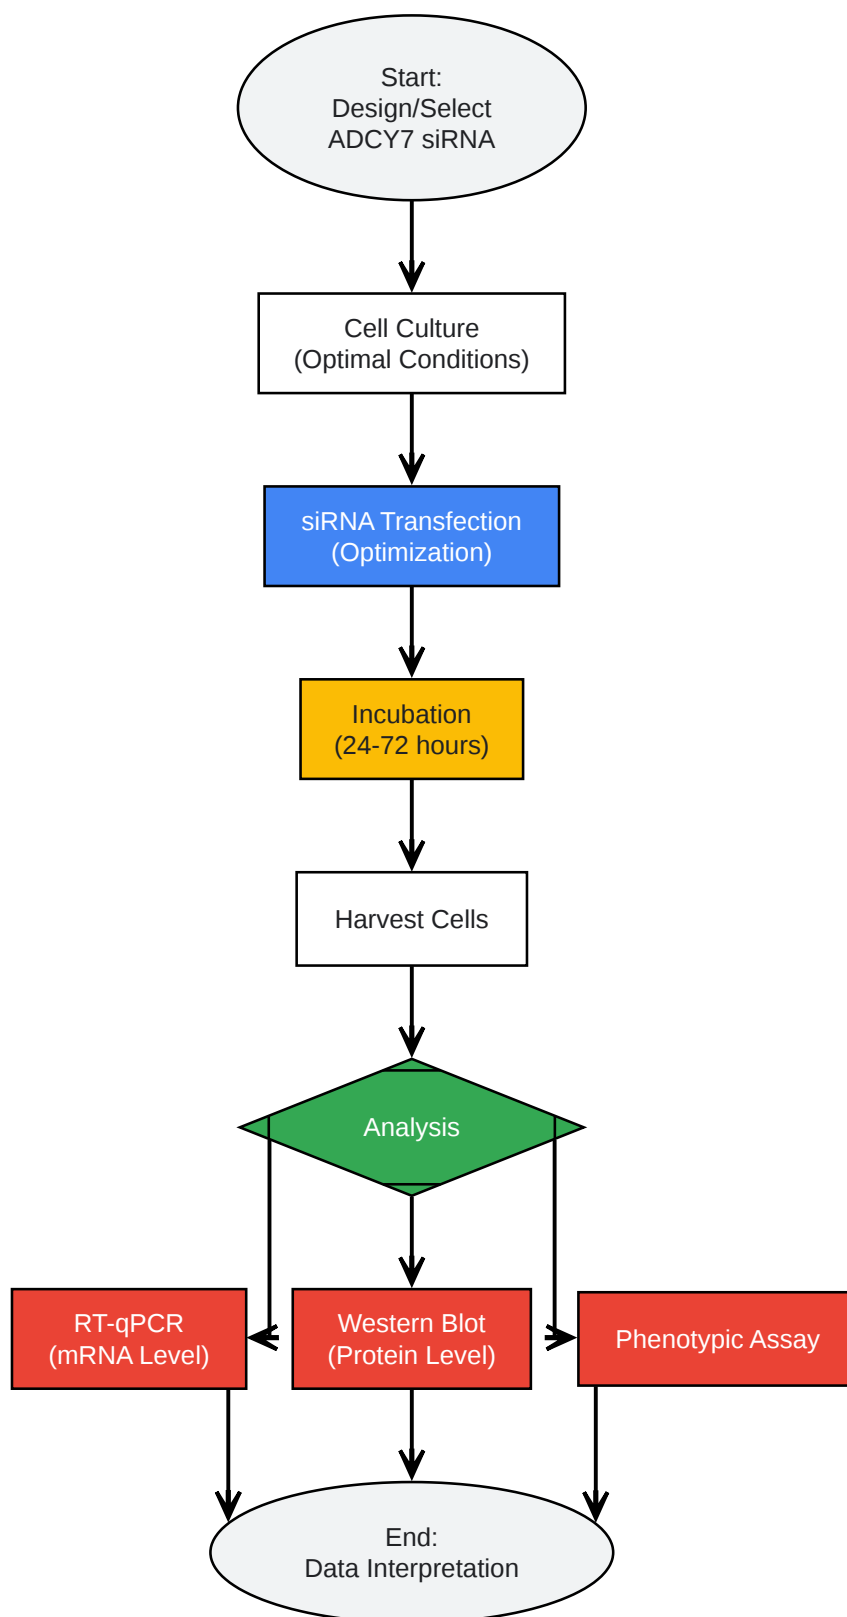 Start:
Design/Select
ADCY7 siRNA
Cell Culture
(Optimal Conditions)
siRNA Transfection
(Optimization)
Incubation
(24-72 hours)
Harvest Cells
Analysis
RT-qPCR
(mRNA Level)
Western Blot
(Protein Level)
Phenotypic Assay
End:
Data Interpretation